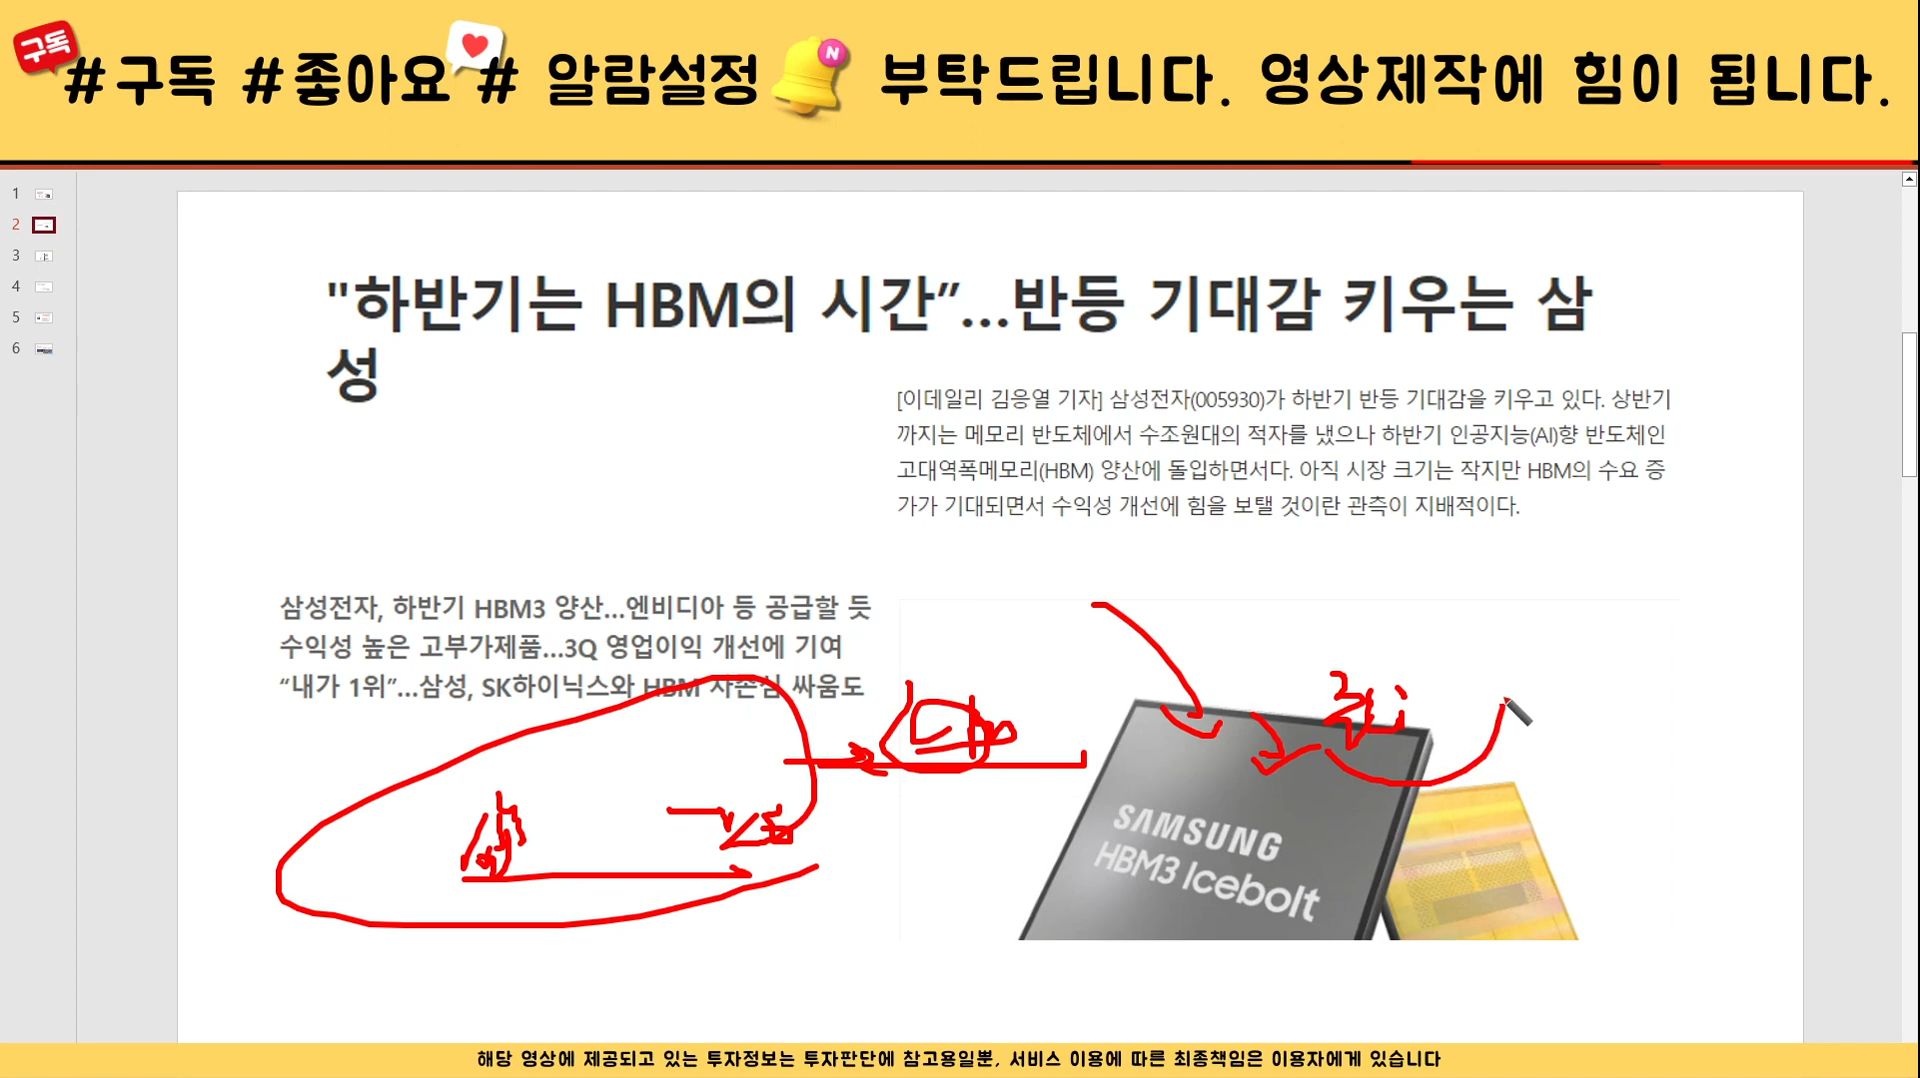 구독
#구독 #좋아요 # 알람설정 N 부탁드립니다. 영상제작에 힘이 됩니다.
1
2
3
4
5
6
"하반기는 HBM의 시간”...반등 기대감 키우는 삼
성
[이데일리 김응열 기자] 삼성전자(005930)가 하반기 반등 기대감을 키우고 있다. 상반기
까지는 메모리 반도체에서 수조원대의 적자를 냈으나 하반기 인공지능(AI)향 반도체인
고대역폭메모리(HBM) 양산에 돌입하면서다. 아직 시장 크기는 작지만 HBM의 수요 증
가가 기대되면서 수익성 개선에 힘을 보탤 것이란 관측이 지배적이다.
삼성전자, 하반기 HBM3 양산...엔비디아 등 공급할 듯
수익성 높은 고부가제품...3Q 영업이익 개선에 기여
“내가 1위”...삼성, SK하이닉스와 HBM 자존심 싸움도
SAMSUNG
HBM3 Icebolt
해당 영상에 제공되고 있는 투자정보는 투자판단에 참고용일뿐, 서비스 이용에 따른 최종책임은 이용자에게 있습니다